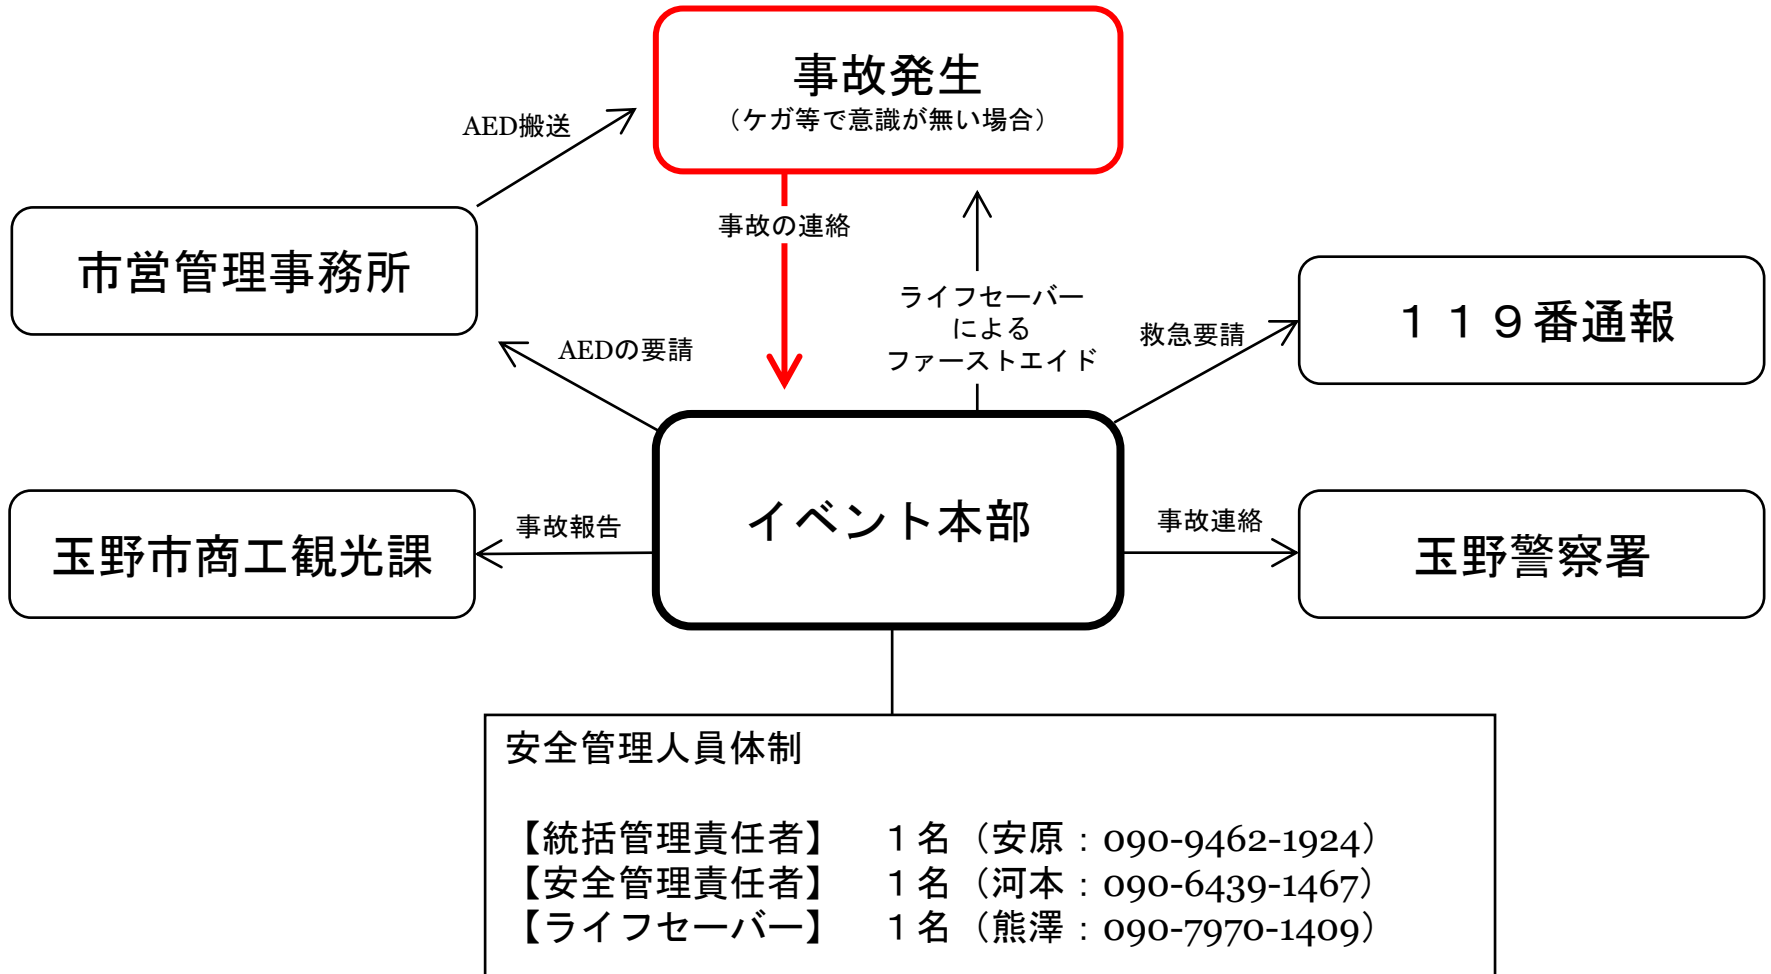 事故発生
（ケガ等で意識が無い場合）
AED搬送
事故の連絡
市営管理事務所
ライフセーバー
による
ファーストエイド
１１９番通報
救急要請
AEDの要請
イベント本部
事故報告
事故連絡
玉野市商工観光課
玉野警察署
安全管理人員体制
【統括管理責任者】　１名（安原：090-9462-1924）
【安全管理責任者】　１名（河本：090-6439-1467）
【ライフセーバー】　１名（熊澤：090-7970-1409）